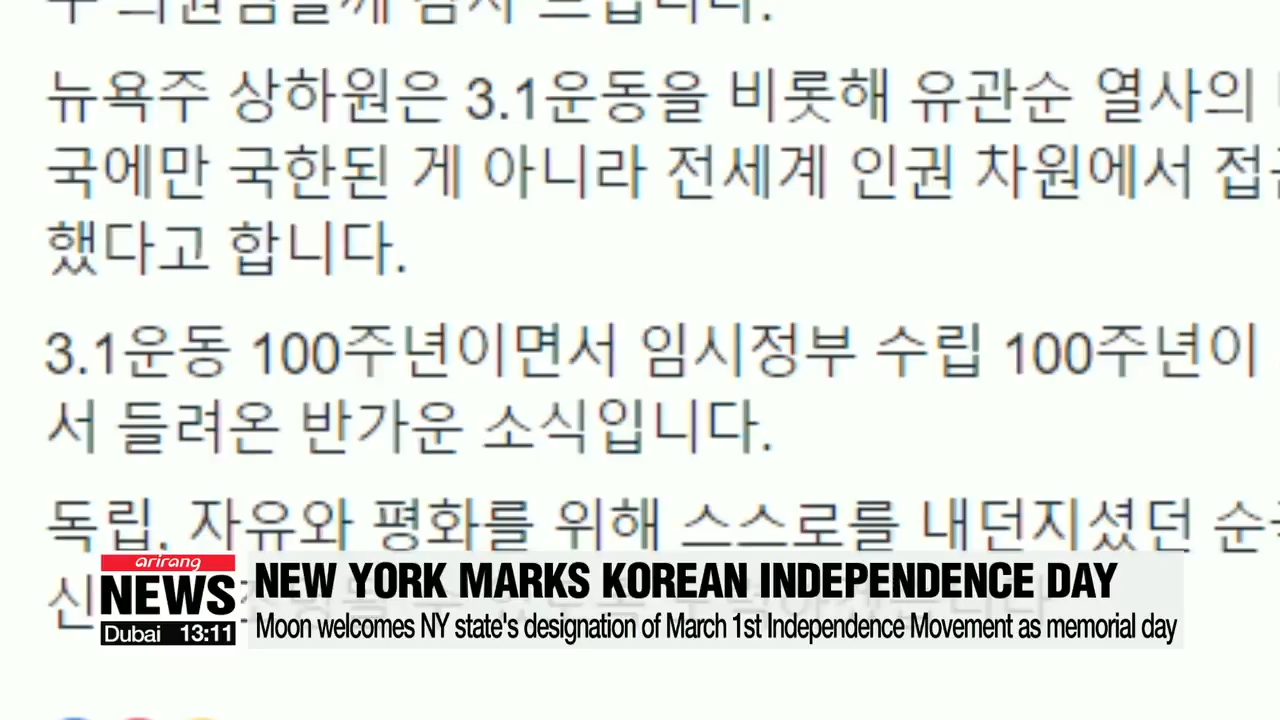 뉴욕주 상하원은 3.1운동을 비롯해 유관순 열사의
국에만 국한된 게 아니라 전세계 인권 차원에서
했다고 합니다.
3.1운동 100주년이면서 임시정부 수립 100주년이
서 들려온 반가운 소식입니다.
독립, 자유와 평화를 위해 스스로를 내던지셨던
arirang
NEWS
Dubai 13:11
NEW YORK MARKS KOREAN INDEPENDENCE DAY
Moon welcomes NY state's designation of March 1st Independence Movement as memorial day